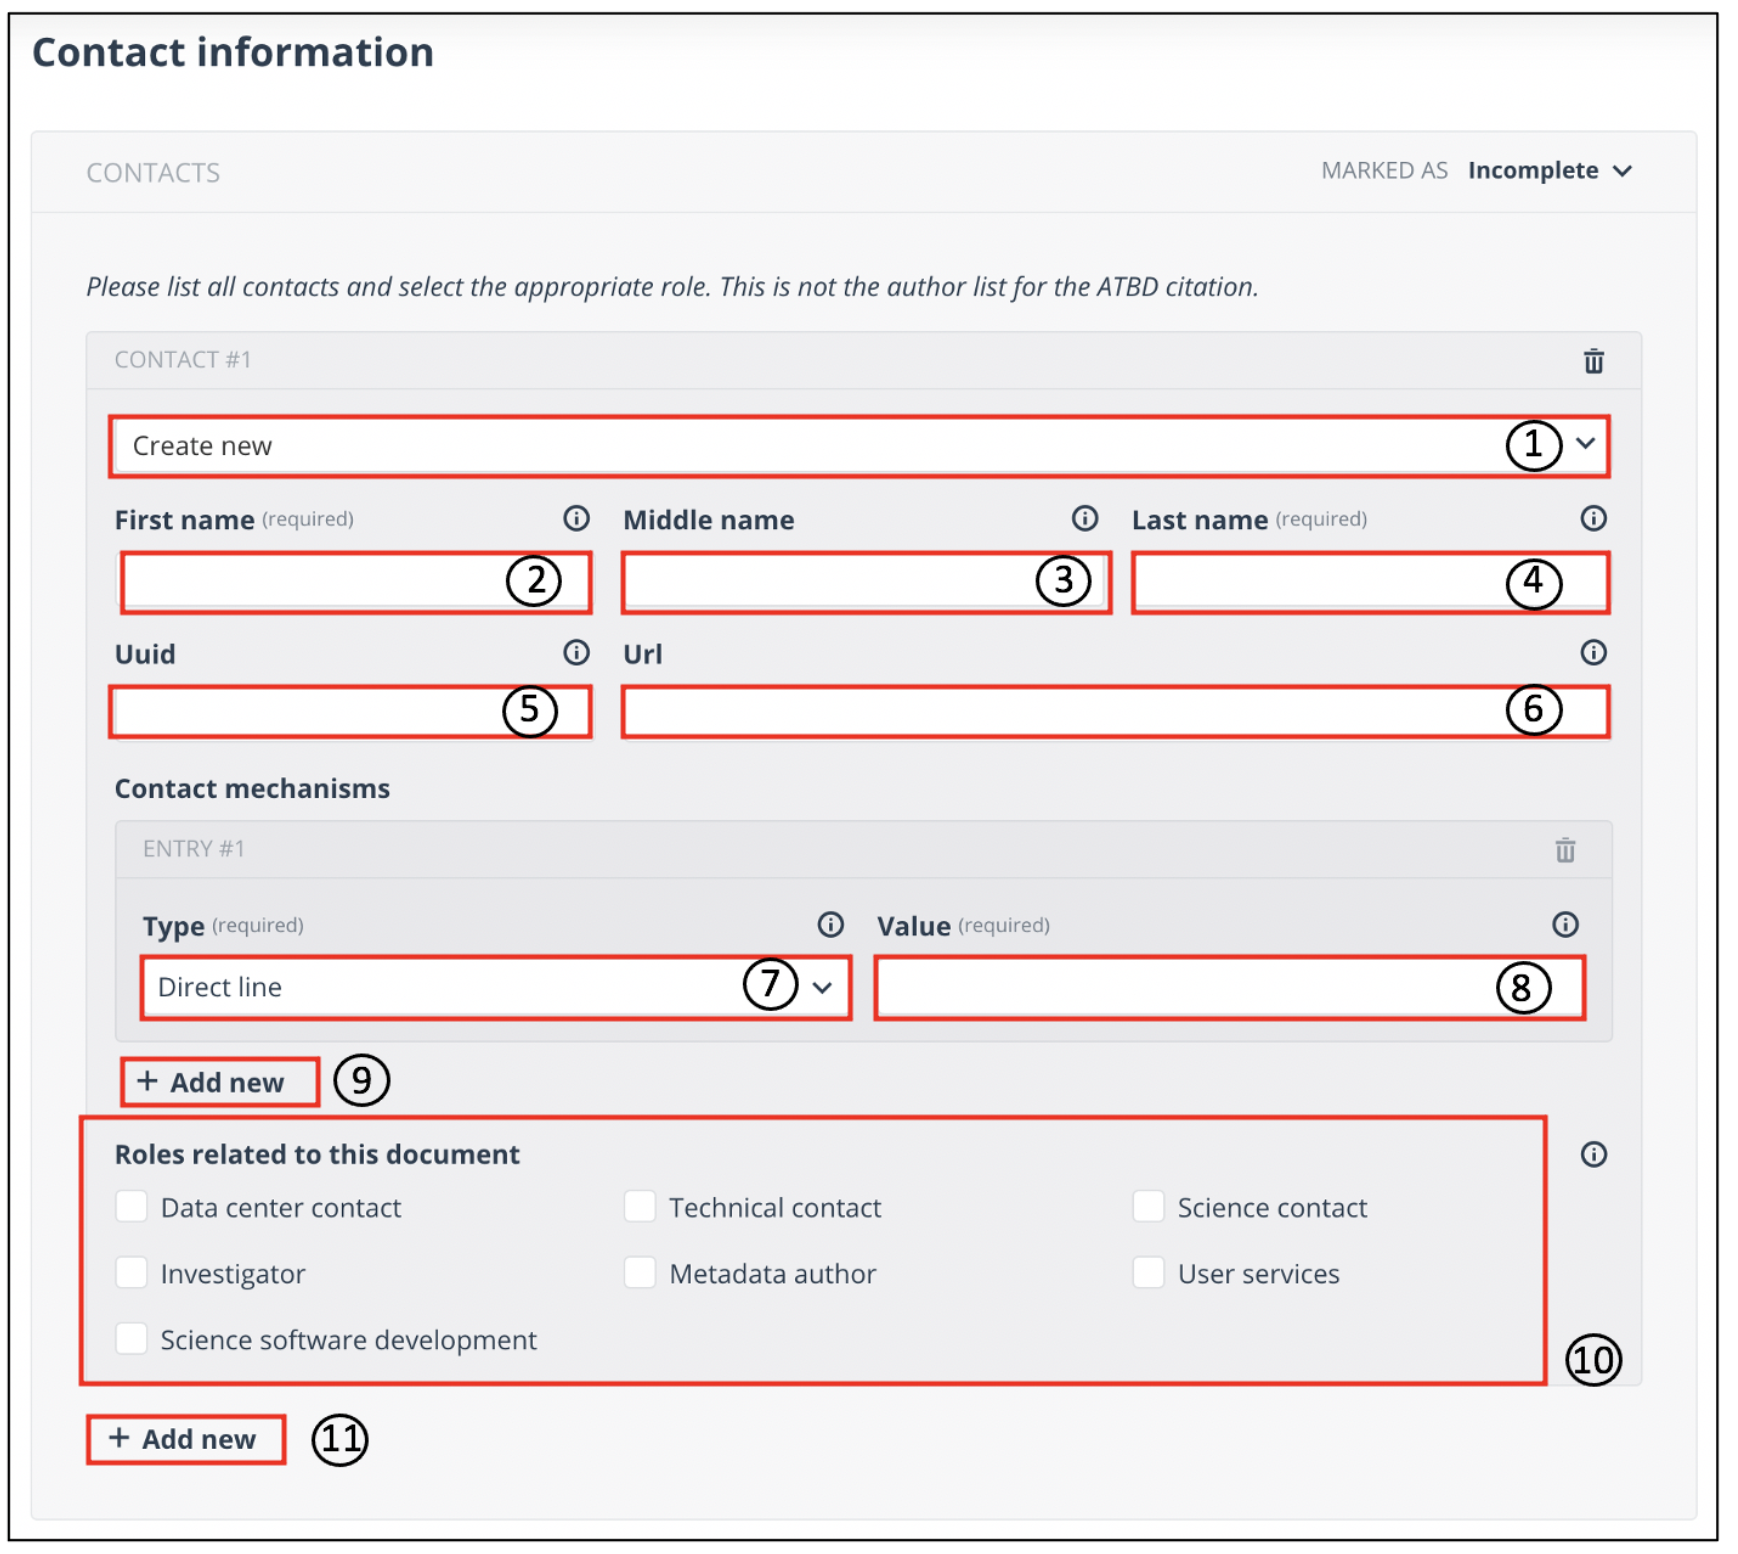 Contact information
CONTACTS MARKED AS Incomplete
Please list all contacts and select the appropriate role. This is not the author list for the ATBD citation.
CONTACT #1
Create new 1
First name (required) Middle name Last name (required)
2 3 4
Uuid Url
5 6
Contact mechanisms
ENTRY #1
Type (required) Value (required)
Direct line 7 8
+ Add new 9
Roles related to this document
Data center contact Technical contact Science contact
Investigator Metadata author User services
Science software development
10
+ Add new 11